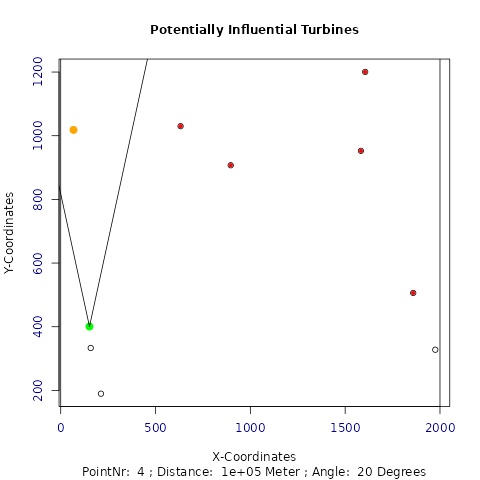 Potentially Influential Turbines
Y-Coordinates
1200
1000
800
600
400
200
0 500 1000 1500 2000
X-Coordinates
PointNr: 4 ; Distance: 1e+05 Meter ; Angle: 20 Degrees